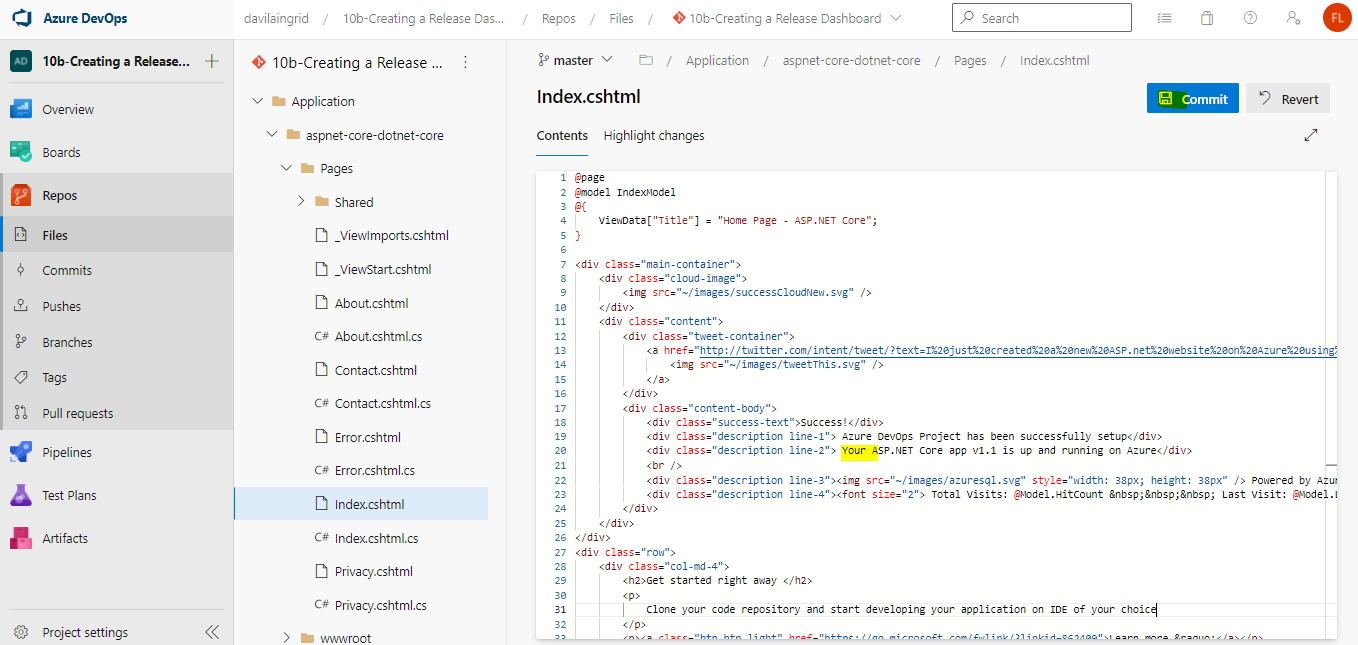 Azure DevOps
davilaingrid / 10b-Creating a Release Das... / Repos / Files / 10b-Creating a Release Dashboard
Search
FL
AD 10b-Creating a Release...
Overview
Boards
Repos
Files
Commits
Pushes
Branches
Tags
Pull requests
Pipelines
Test Plans
Artifacts
Project settings
10b-Creating a Release ...
Application
aspnet-core-dotnet-core
Pages
Shared
_ViewImports.cshtml
_ViewStart.cshtml
About.cshtml
C# About.cshtml.cs
Contact.cshtml
C# Contact.cshtml.cs
Error.cshtml
C# Error.cshtml.cs
Index.cshtml
C# Index.cshtml.cs
Privacy.cshtml
C# Privacy.cshtml.cs
wwwroot
master / Application / aspnet-core-dotnet-core / Pages / Index.cshtml
Index.cshtml
Commit
Revert
Contents Highlight changes
1 @page
2 @model IndexModel
3 @{
4 ViewData["Title"] = "Home Page - ASP.NET Core";
5 }
6
7 <div class="main-container">
8 <div class="cloud-image">
9 <img src="~/images/successCloudNew.svg" />
10 </div>
11 <div class="content">
12 <div class="tweet-container">
13 <a href="http://twitter.com/intent/tweet/?text=I%20just%20created%20a%20new%20ASP.net%20website%20on%20Azure%20using%
14 <img src="~/images/tweetThis.svg" />
15 </a>
16 </div>
17 <div class="content-body">
18 <div class="success-text">Success!</div>
19 <div class="description line-1"> Azure DevOps Project has been successfully setup</div>
20 <div class="description line-2"> Your ASP.NET Core app v1.1 is up and running on Azure</div>
21 <br />
22 <div class="description line-3"><img src="~/images/azuresql.svg" style="width: 38px; height: 38px" /> Powered by Azur
23 <div class="description line-4"><font size="2"> Total Visits: @Model.HitCount &nbsp;&nbsp;&nbsp; Last Visit: @Model.L
24 </div>
25 </div>
26 </div>
27 <div class="row">
28 <div class="col-md-4">
29 <h2>Get started right away </h2>
30 <p>
31 Clone your code repository and start developing your application on IDE of your choice
32 </p>
33 <p><a class="btn btn-light" href="https://go.microsoft.com/fwlink/?linkid=862409">Learn more &raquo;</a></p>